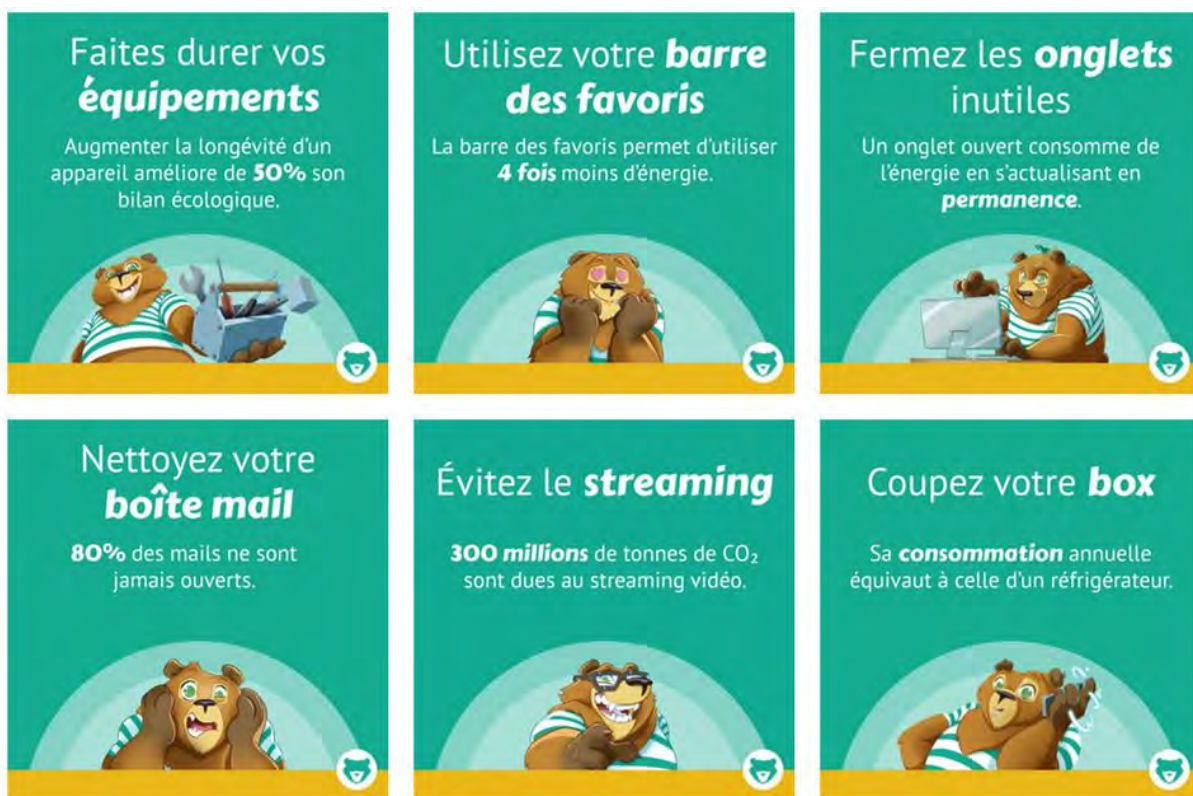 Faites durer vos
équipements
Augmenter la longévité d'un
appareil améliore de 50% son
bilan écologique.
Utilisez votre barre
des favoris
La barre des favoris permet d'utiliser
4 fois moins d'énergie.
Fermez les onglets
inutiles
Un onglet ouvert consomme de
l'énergie en s'actualisant en
permanence.
Nettoyez votre
boîte mail
80% des mails ne sont
jamais ouverts.
Évitez le streaming
300 millions de tonnes de CO₂
sont dues au streaming vidéo.
Coupez votre box
Sa consommation annuelle
équivaut à celle d'un réfrigérateur.